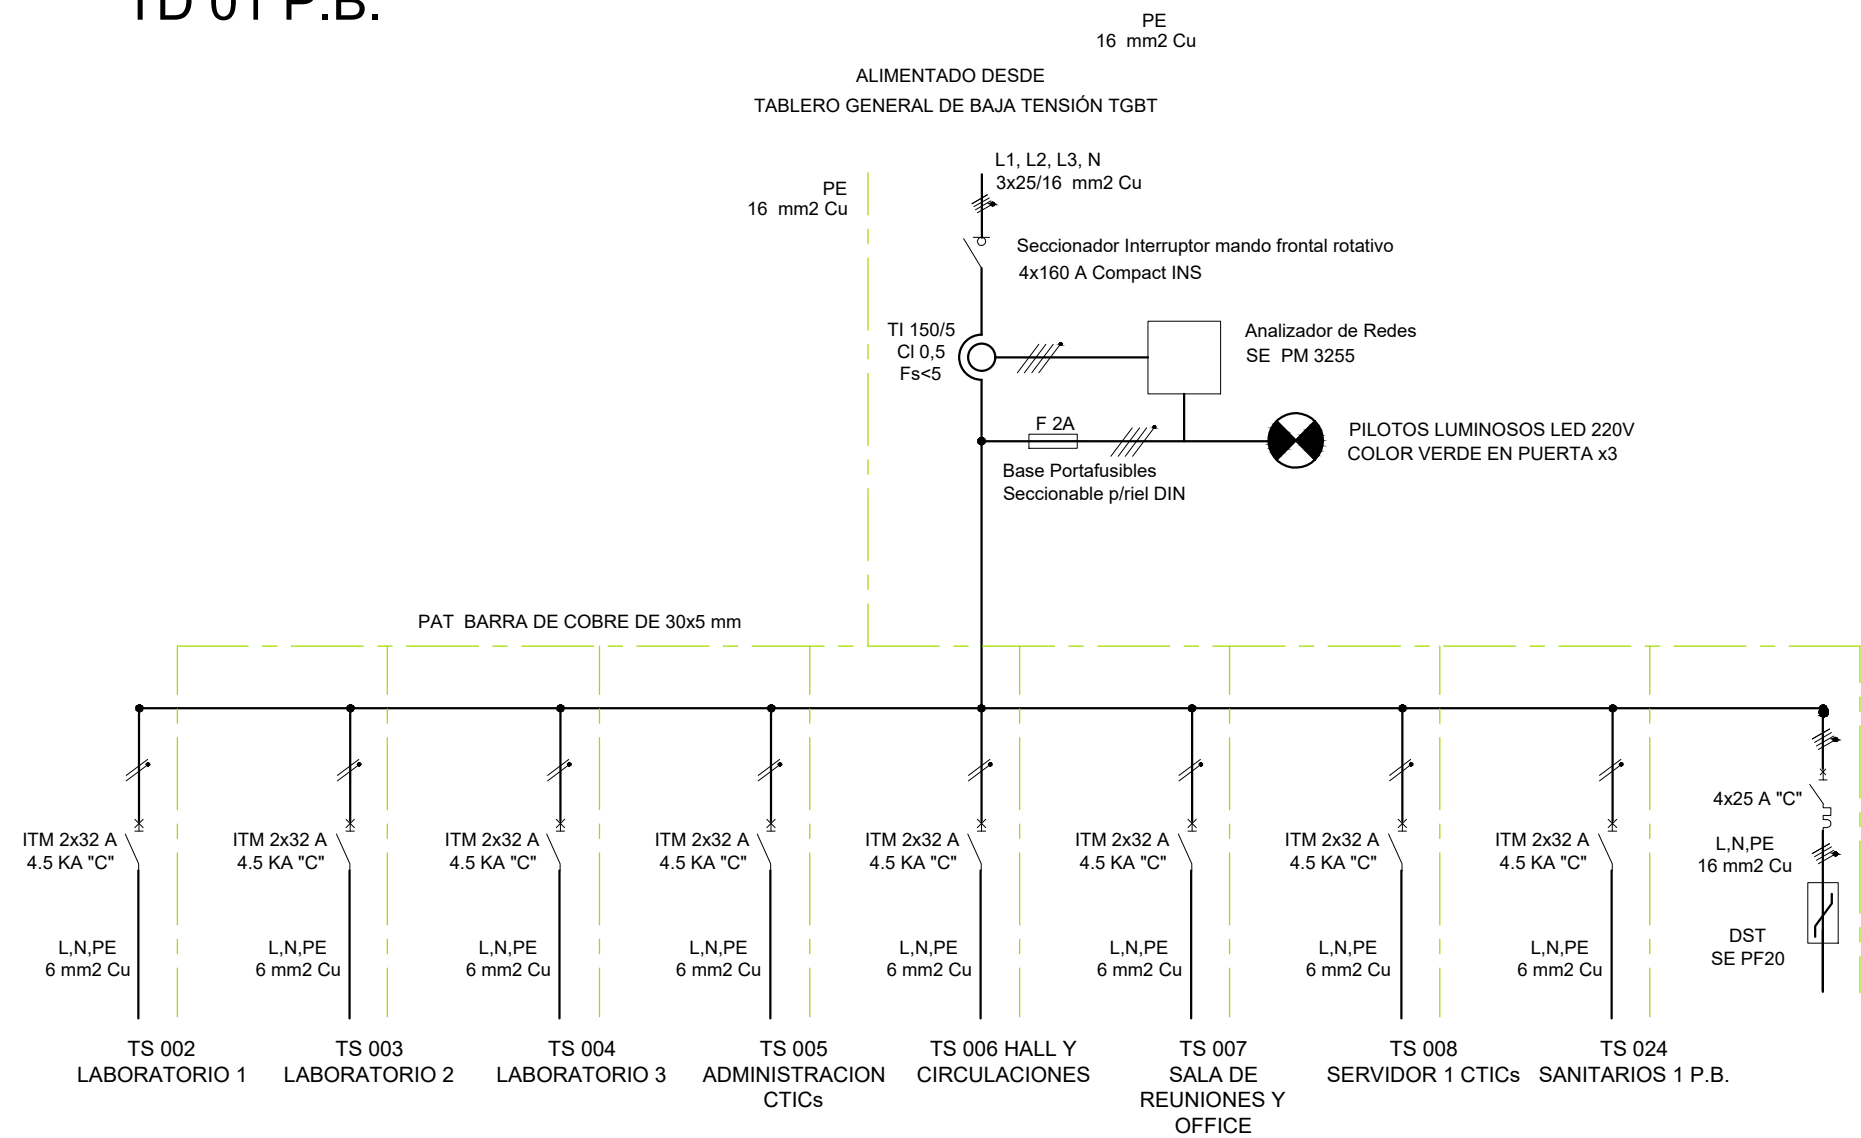 TD 01 P.B.
PE
16 mm2 Cu
ALIMENTADO DESDE
TABLERO GENERAL DE BAJA TENSIÓN TGBT
L1, L2, L3, N
3x25/16 mm2 Cu
PE
16 mm2 Cu
Seccionador Interruptor mando frontal rotativo
4x160 A Compact INS
TI 150/5
Cl 0,5
Fs<5
Analizador de Redes
SE PM 3255
F 2A
Base Portafusibles
Seccionable p/riel DIN
PILOTOS LUMINOSOS LED 220V
COLOR VERDE EN PUERTA x3
PAT BARRA DE COBRE DE 30x5 mm
ITM 2x32 A
4.5 KA "C"
L,N,PE
6 mm2 Cu
TS 002
LABORATORIO 1
ITM 2x32 A
4.5 KA "C"
L,N,PE
6 mm2 Cu
TS 003
LABORATORIO 2
ITM 2x32 A
4.5 KA "C"
L,N,PE
6 mm2 Cu
TS 004
LABORATORIO 3
ITM 2x32 A
4.5 KA "C"
L,N,PE
6 mm2 Cu
TS 005
ADMINISTRACION
CTICs
ITM 2x32 A
4.5 KA "C"
L,N,PE
6 mm2 Cu
TS 006 HALL Y
CIRCULACIONES
ITM 2x32 A
4.5 KA "C"
L,N,PE
6 mm2 Cu
TS 007
SALA DE
REUNIONES Y
OFFICE
ITM 2x32 A
4.5 KA "C"
L,N,PE
6 mm2 Cu
TS 008
SERVIDOR 1 CTICs
ITM 2x32 A
4.5 KA "C"
L,N,PE
6 mm2 Cu
TS 024
SANITARIOS 1 P.B.
4x25 A "C"
L,N,PE
16 mm2 Cu
DST
SE PF20